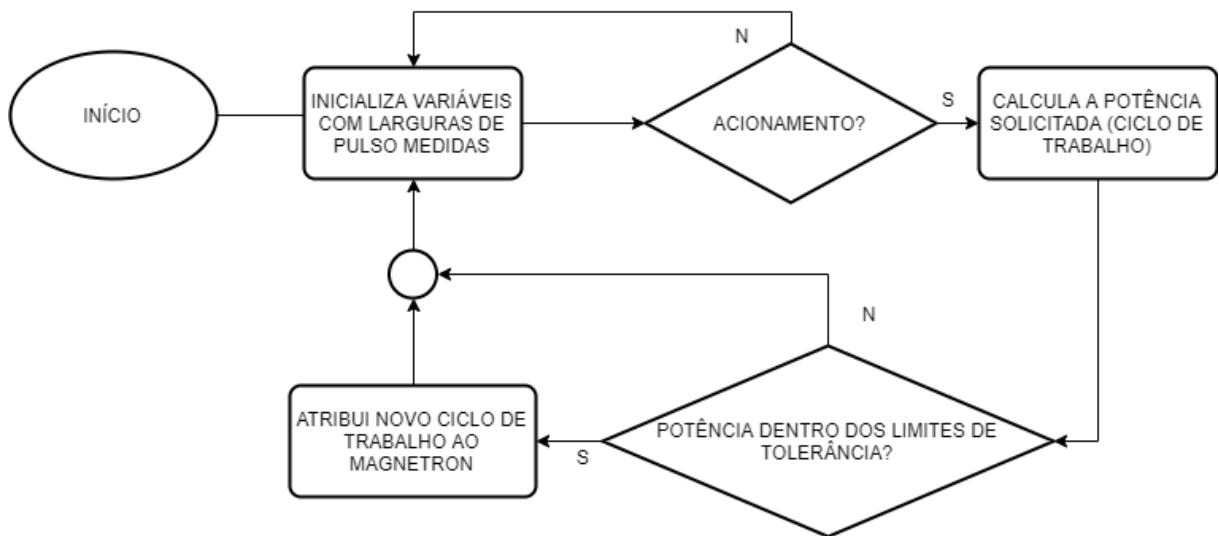 N
INÍCIO
INICIALIZA VARIÁVEIS
COM LARGURAS DE
PULSO MEDIDAS
ACIONAMENTO?
S
CALCULA A POTÊNCIA
SOLICITADA (CICLO DE
TRABALHO)
N
ATRIBUI NOVO CICLO DE
TRABALHO AO
MAGNETRON
S
POTÊNCIA DENTRO DOS LIMITES DE
TOLERÂNCIA?